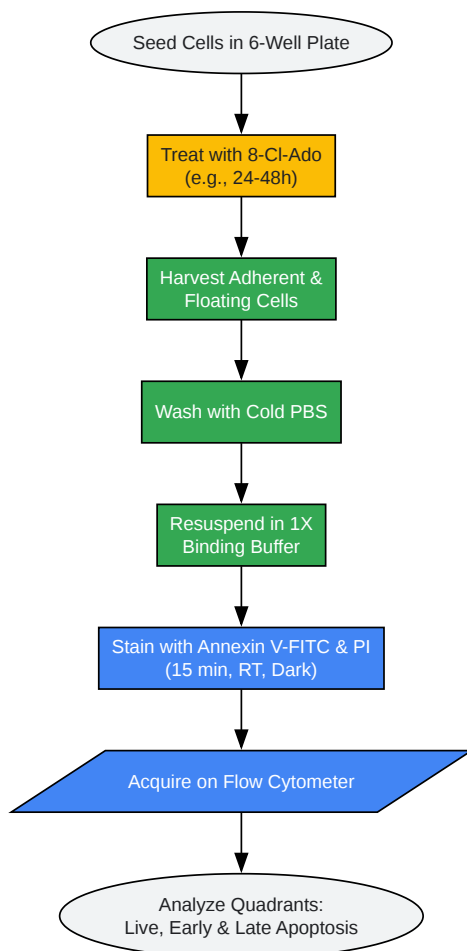 Seed Cells in 6-Well Plate
Treat with 8-Cl-Ado
(e.g., 24-48h)
Harvest Adherent &
Floating Cells
Wash with Cold PBS
Resuspend in 1X
Binding Buffer
Stain with Annexin V-FITC & PI
(15 min, RT, Dark)
Acquire on Flow Cytometer
Analyze Quadrants:
Live, Early & Late Apoptosis